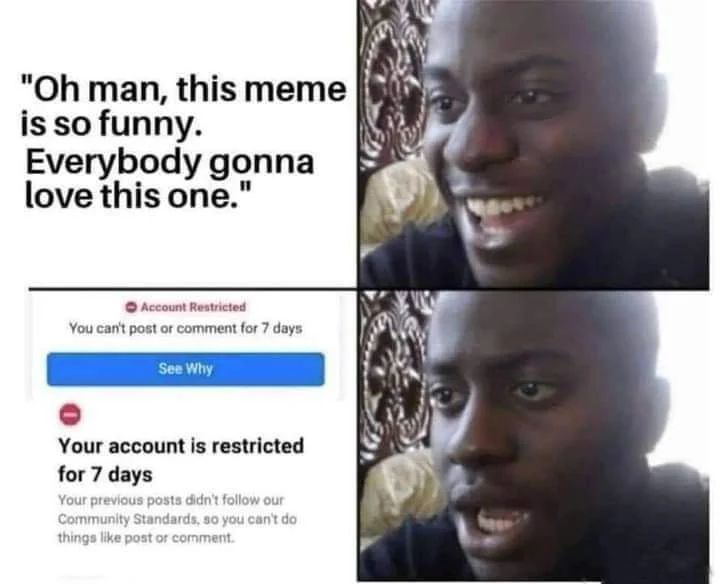 "Oh man, this meme
is so funny.
Everybody gonna
love this one."
Account Restricted
You can't post or comment for 7 days
See Why
Your account is restricted
for 7 days
Your previous posts didn't follow our
Community Standards, so you can't do
things like post or comment.